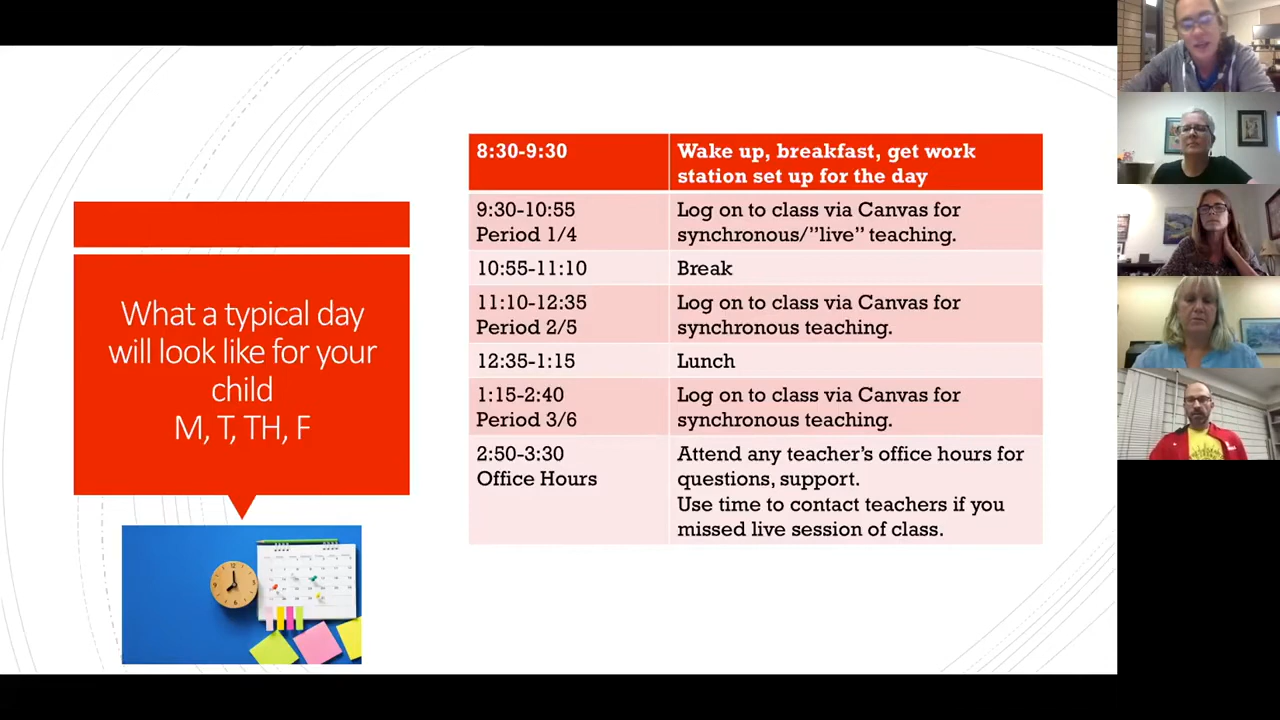 What a typical day
will look like for your
child
M, T, TH, F
8:30-9:30
Wake up, breakfast, get work
station set up for the day
9:30-10:55
Period 1/4
Log on to class via Canvas for
synchronous/”live” teaching.
10:55-11:10
Break
11:10-12:35
Period 2/5
Log on to class via Canvas for
synchronous teaching.
12:35-1:15
Lunch
1:15-2:40
Period 3/6
Log on to class via Canvas for
synchronous teaching.
2:50-3:30
Office Hours
Attend any teacher’s office hours for
questions, support.
Use time to contact teachers if you
missed live session of class.